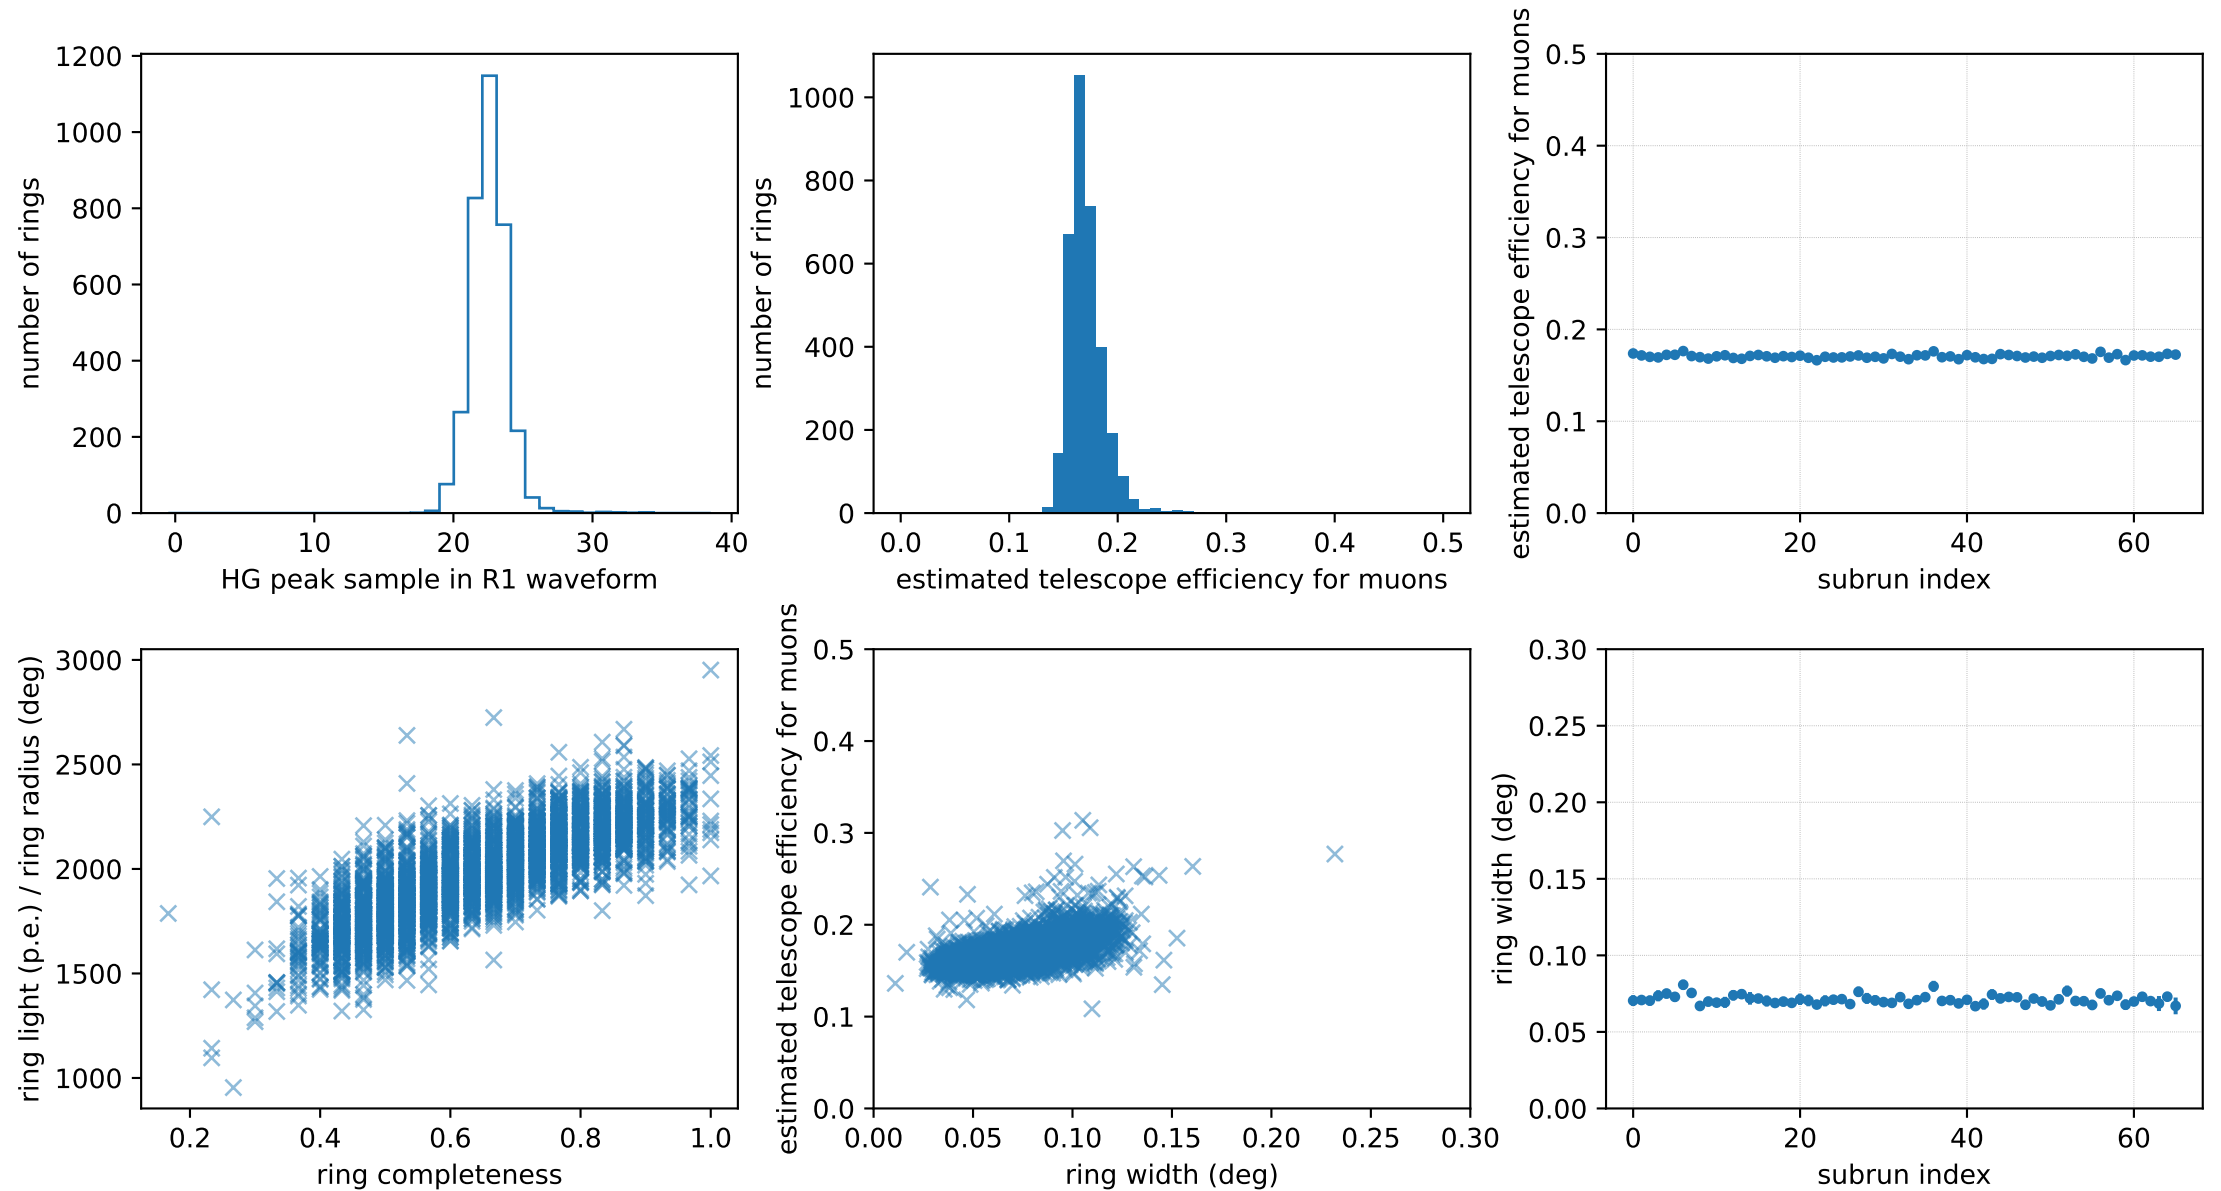 1200
1000
800
600
400
200
0
0 10 20 30 40
number of rings
HG peak sample in R1 waveform
1000
800
600
400
200
0
0.0 0.1 0.2 0.3 0.4 0.5
number of rings
estimated telescope efficiency for muons
0.5
0.4
0.3
0.2
0.1
0.0
0 20 40 60
estimated telescope efficiency for muons
subrun index
3000
2500
2000
1500
1000
0.2 0.4 0.6 0.8 1.0
ring light (p.e.) / ring radius (deg)
ring completeness
0.5
0.4
0.3
0.2
0.1
0.0
0.00 0.05 0.10 0.15 0.20 0.25 0.30
estimated telescope efficiency for muons
ring width (deg)
0.30
0.25
0.20
0.15
0.10
0.05
0.00
0 20 40 60
ring width (deg)
subrun index